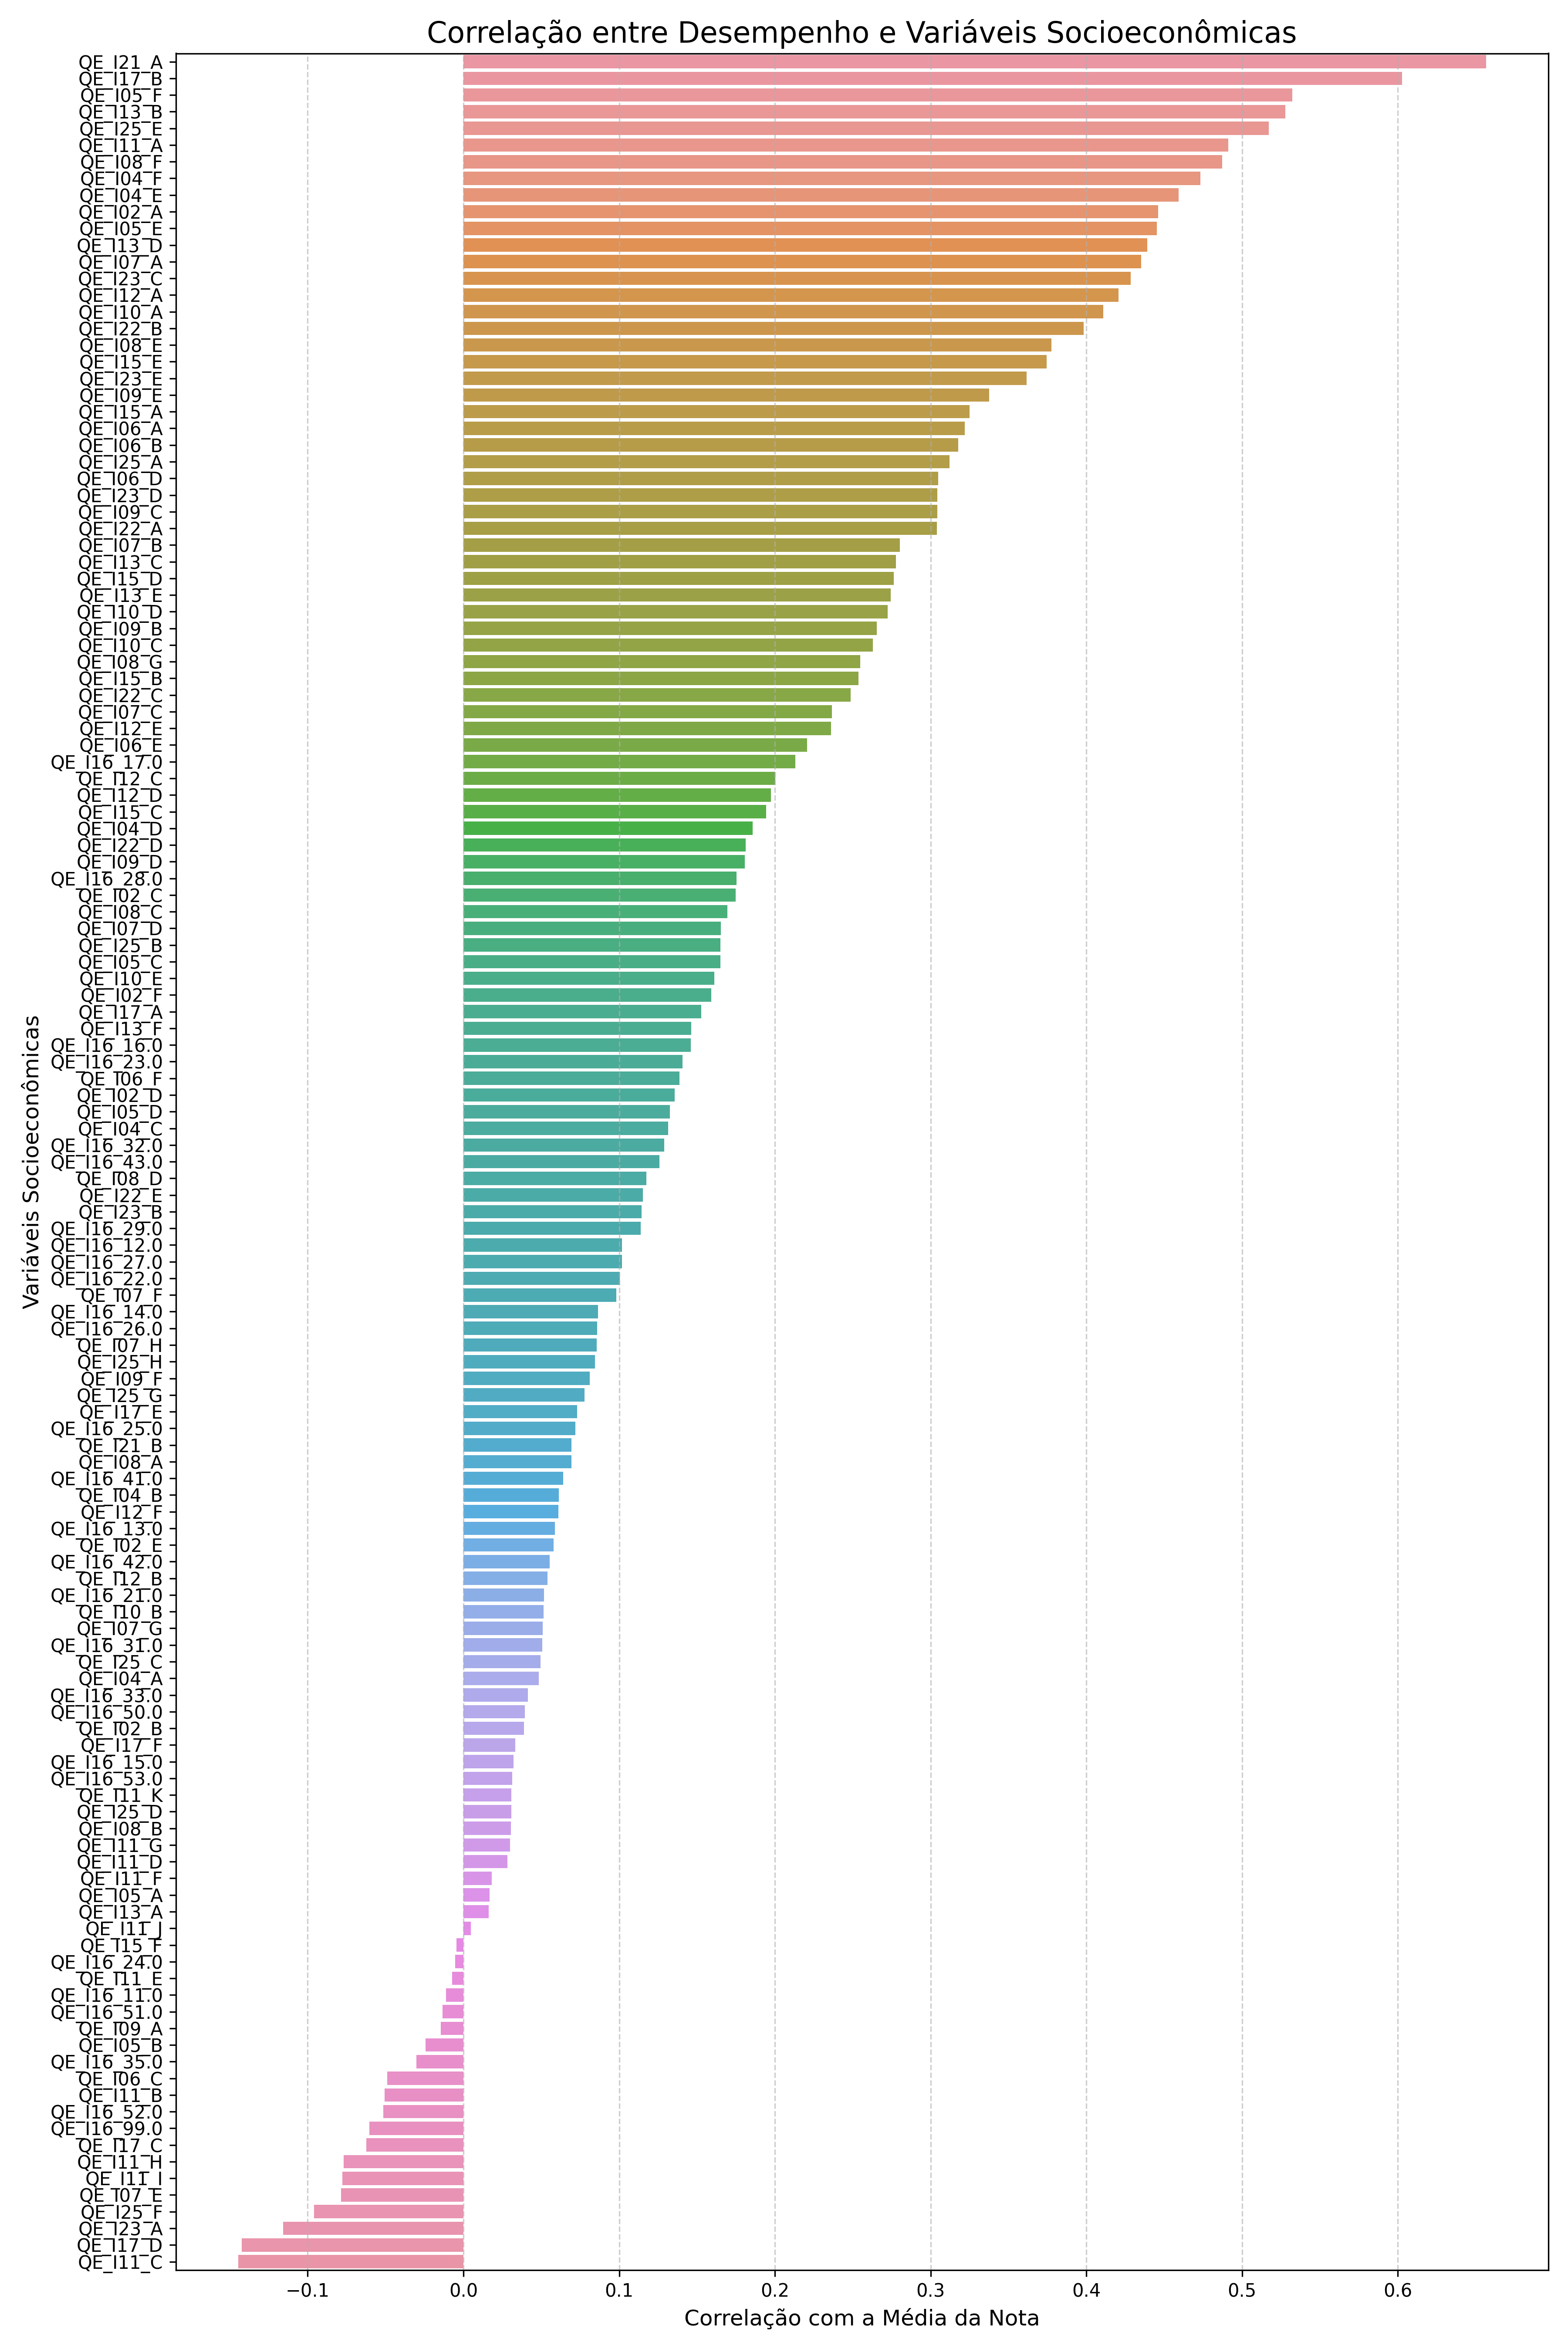 Correlação entre Desempenho e Variáveis Socioeconômicas
QE_I21_A
QE_I17_B
QE_I05_F
QE_I13_B
QE_I25_E
QE_I11_A
QE_I08_F
QE_I04_F
QE_I04_E
QE_I02_A
QE_I05_E
QE_I13_D
QE_I07_A
QE_I23_C
QE_I12_A
QE_I10_A
QE_I22_B
QE_I08_E
QE_I15_E
QE_I23_E
QE_I09_E
QE_I15_A
QE_I06_A
QE_I06_B
QE_I25_A
QE_I06_D
QE_I23_D
QE_I09_C
QE_I22_A
QE_I07_B
QE_I13_C
QE_I15_D
QE_I13_E
QE_I10_D
QE_I09_B
QE_I10_C
QE_I08_G
QE_I15_B
QE_I22_C
QE_I07_C
QE_I12_E
QE_I06_E
QE_I16_17.0
QE_I12_C
QE_I12_D
QE_I15_C
QE_I04_D
QE_I22_D
QE_I09_D
QE_I16_28.0
QE_I02_C
QE_I08_C
QE_I07_D
QE_I25_B
QE_I05_C
QE_I10_E
QE_I02_F
QE_I17_A
QE_I13_F
QE_I16_16.0
QE_I16_23.0
QE_I06_F
QE_I02_D
QE_I05_D
QE_I04_C
QE_I16_32.0
QE_I16_43.0
QE_I08_D
QE_I22_E
QE_I23_B
QE_I16_29.0
QE_I16_12.0
QE_I16_27.0
QE_I16_22.0
QE_I07_F
QE_I16_14.0
QE_I16_26.0
QE_I07_H
QE_I25_H
QE_I09_F
QE_I25_G
QE_I17_E
QE_I16_25.0
QE_I21_B
QE_I08_A
QE_I16_41.0
QE_I04_B
QE_I12_F
QE_I16_13.0
QE_I02_E
QE_I16_42.0
QE_I12_B
QE_I16_21.0
QE_I10_B
QE_I07_G
QE_I16_31.0
QE_I25_C
QE_I04_A
QE_I16_33.0
QE_I16_50.0
QE_I02_B
QE_I17_F
QE_I16_15.0
QE_I16_53.0
QE_I11_K
QE_I25_D
QE_I08_B
QE_I11_G
QE_I11_D
QE_I11_F
QE_I05_A
QE_I13_A
QE_I11_J
QE_I15_F
QE_I16_24.0
QE_I11_E
QE_I16_11.0
QE_I16_51.0
QE_I09_A
QE_I05_B
QE_I16_35.0
QE_I06_C
QE_I11_B
QE_I16_52.0
QE_I16_99.0
QE_I17_C
QE_I11_H
QE_I11_I
QE_I07_E
QE_I25_F
QE_I23_A
QE_I17_D
QE_I11_C
Variáveis Socioeconômicas
−0.1 0.0 0.1 0.2 0.3 0.4 0.5 0.6
Correlação com a Média da Nota